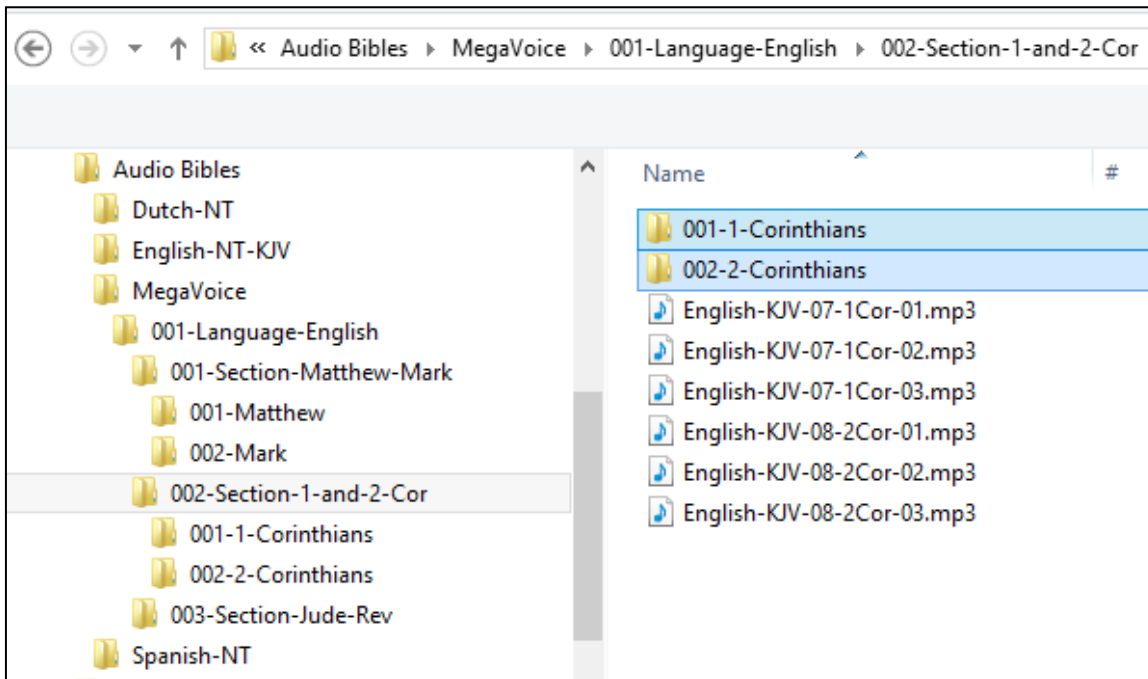 « Audio Bibles MegaVoice 001-Language-English 002-Section-1-and-2-Cor
Audio Bibles
Dutch-NT
English-NT-KJV
MegaVoice
001-Language-English
001-Section-Matthew-Mark
001-Matthew
002-Mark
002-Section-1-and-2-Cor
001-1-Corinthians
002-2-Corinthians
003-Section-Jude-Rev
Spanish-NT
Name #
001-1-Corinthians
002-2-Corinthians
English-KJV-07-1Cor-01.mp3
English-KJV-07-1Cor-02.mp3
English-KJV-07-1Cor-03.mp3
English-KJV-08-2Cor-01.mp3
English-KJV-08-2Cor-02.mp3
English-KJV-08-2Cor-03.mp3